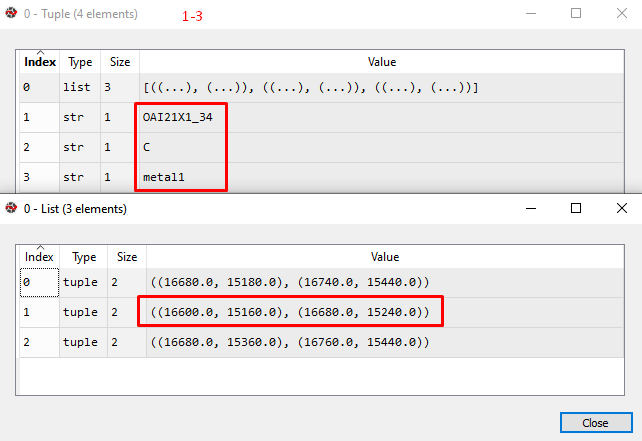 0 - Tuple (4 elements)
1-3
Index Type Size Value
0 list 3 [((...), (...)), ((...), (...)), ((...), (...))]
1 str 1 OAI21X1_34
2 str 1 C
3 str 1 metal1
0 - List (3 elements)
Index Type Size Value
0 tuple 2 ((16680.0, 15180.0), (16740.0, 15440.0))
1 tuple 2 ((16600.0, 15160.0), (16680.0, 15240.0))
2 tuple 2 ((16680.0, 15360.0), (16760.0, 15440.0))
Close